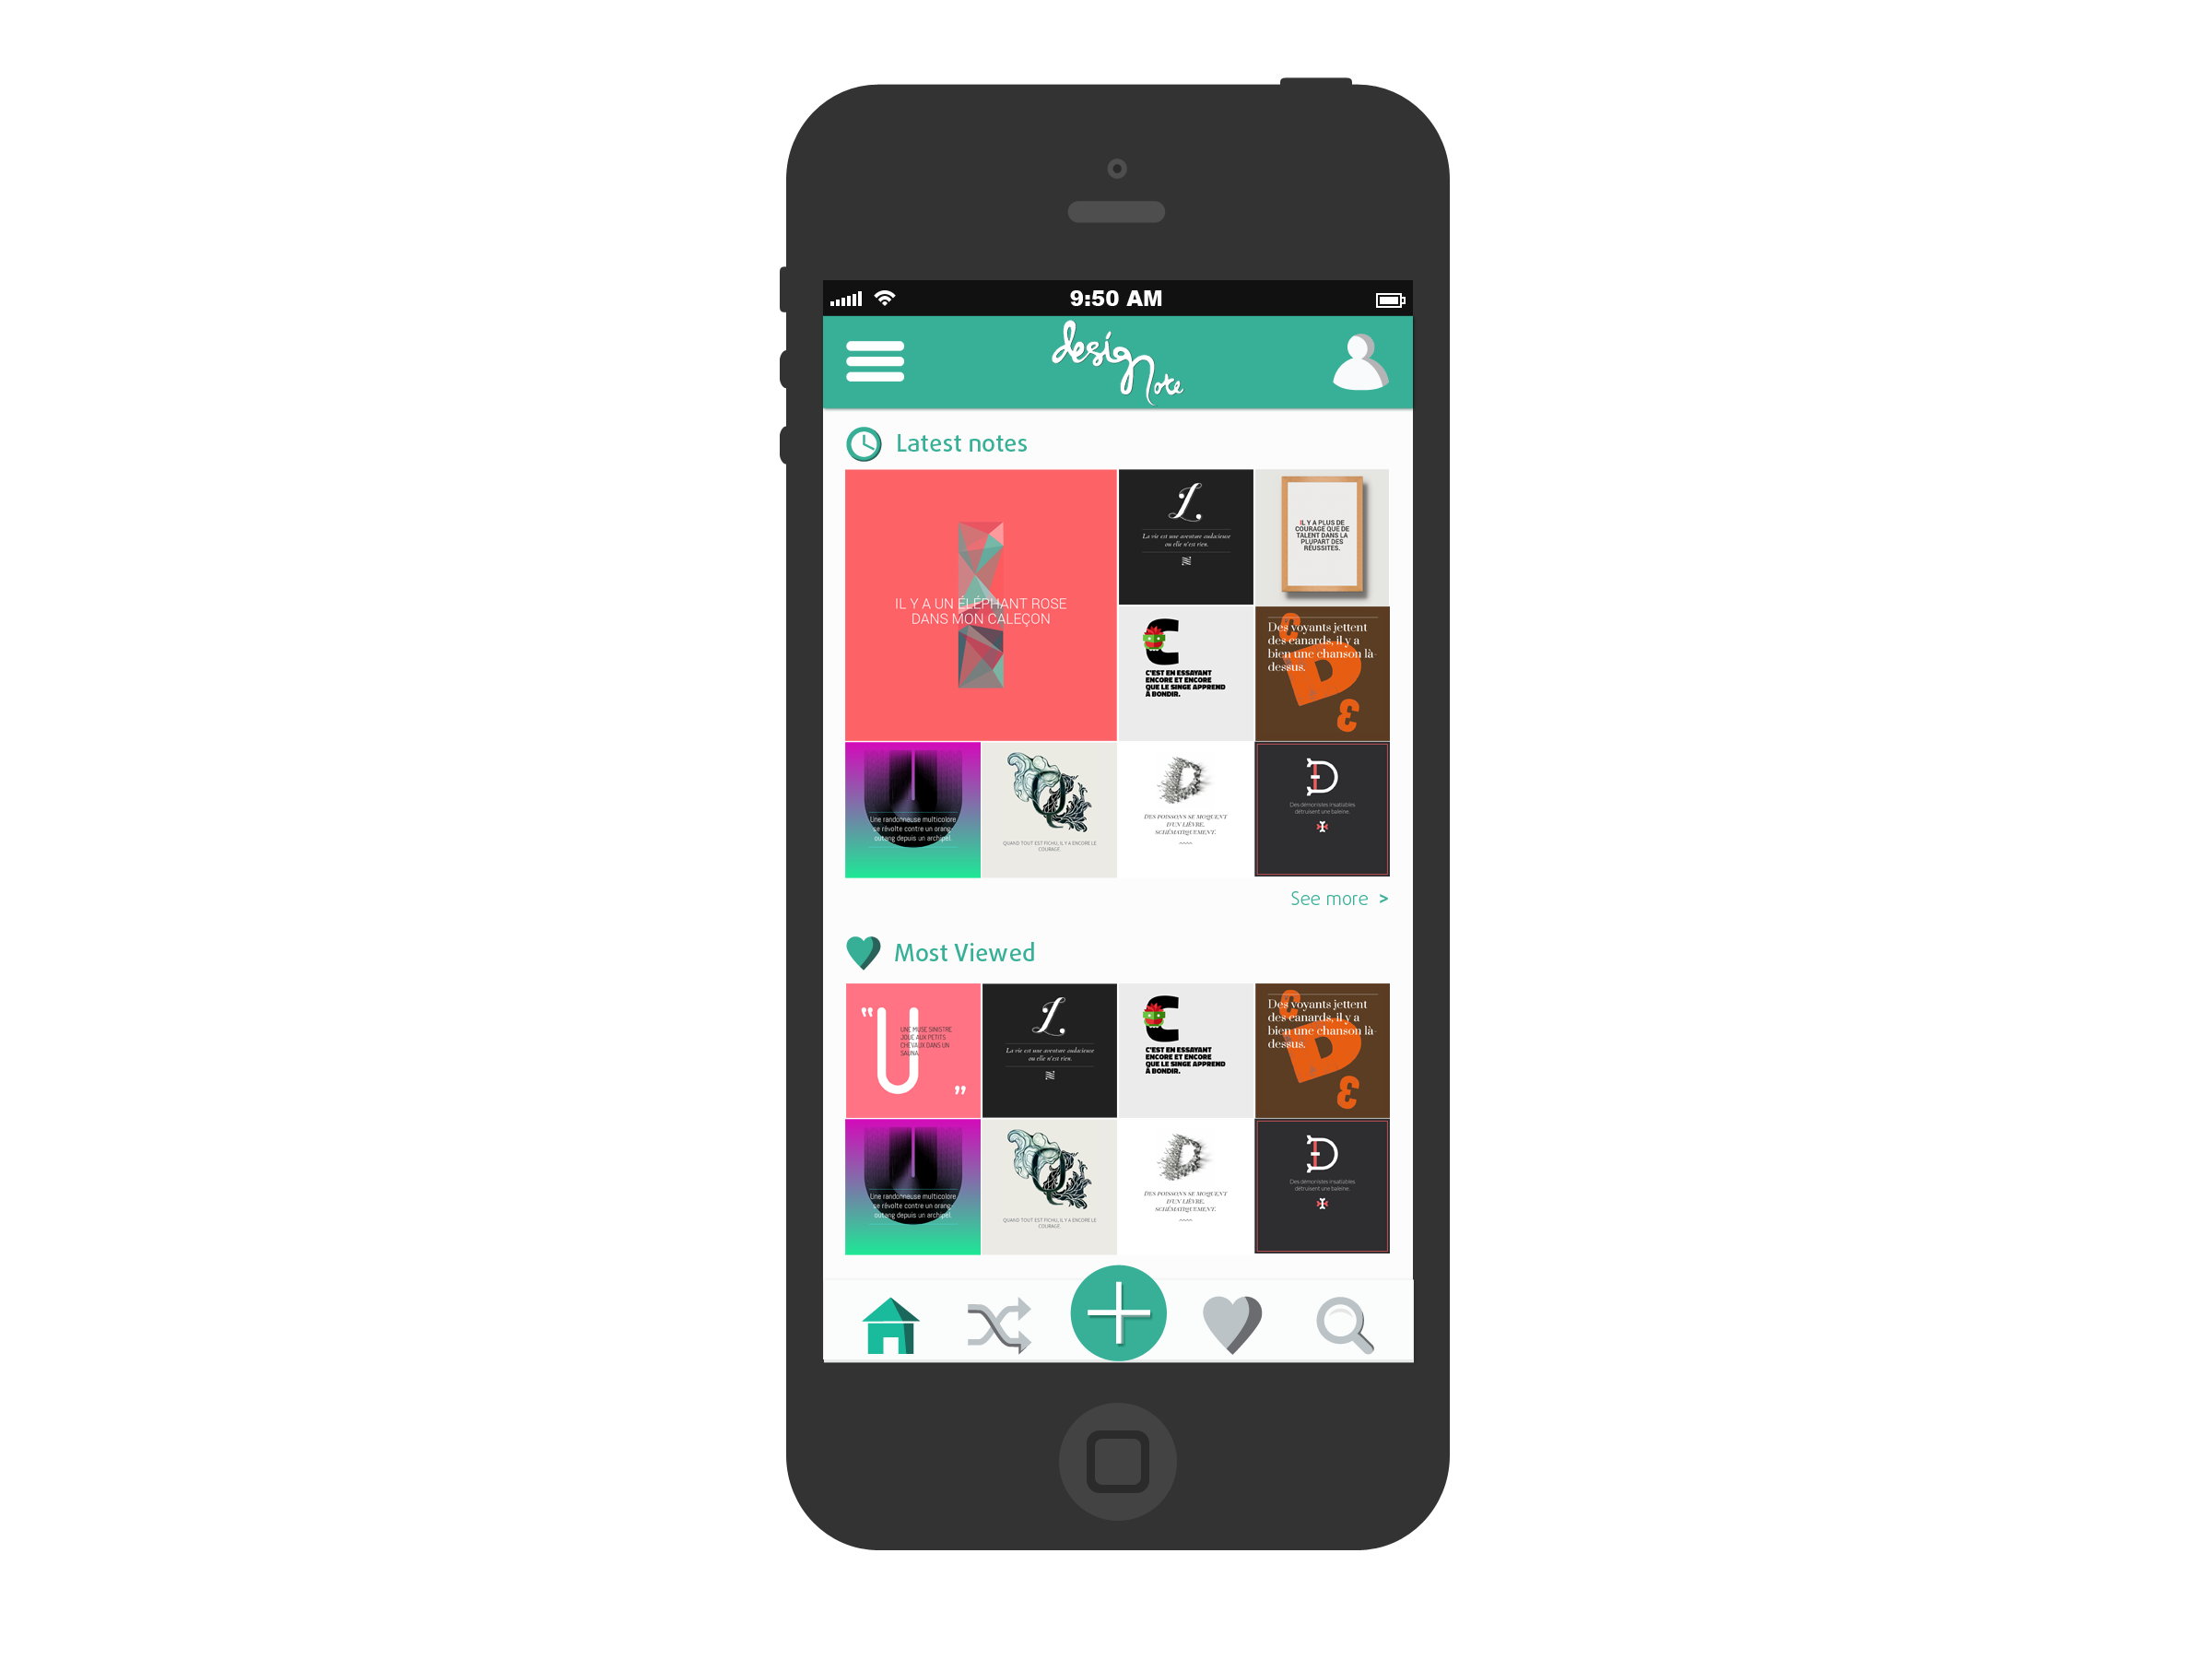 9:50 AM
design
Note
Latest notes
IL Y A UN ÉLÉPHANT ROSE
DANS MON CALEÇON
L.
La vie est une aventure audacieuse
ou elle n'est rien.
IL Y A PLUS DE
COURAGE QUE DE
TALENT DANS LA
PLUPART DES
RÉUSSITES.
C
C'EST EN ESSAYANT
ENCORE ET ENCORE
QUE LE SINGE APPREND
À BONDIR.
Des voyants jettent
des canards, il y a
bien une chanson là-
dessus.
D
Une randonneuse multicolore
se révolte contre un orang-
outang depuis un archipel.
Q
QUAND TOUT EST FICHU, IL Y A ENCORE LE
COURAGE.
D
DES POISSONS SE MOQUENT
D'UN LIÈVRE,
SCHÉMATIQUEMENT.
D
Des démonistes insatiables
détruisent une baleine.
See more >
Most Viewed
" U
UNE MUSE SINISTRE
JOUE AUX PETITS
CHEVAUX DANS UN
SAUNA.
"
L.
La vie est une aventure audacieuse
ou elle n'est rien.
C
C'EST EN ESSAYANT
ENCORE ET ENCORE
QUE LE SINGE APPREND
À BONDIR.
Des voyants jettent
des canards, il y a
bien une chanson là-
dessus.
D
Une randonneuse multicolore
se révolte contre un orang-
outang depuis un archipel.
Q
QUAND TOUT EST FICHU, IL Y A ENCORE LE
COURAGE.
D
DES POISSONS SE MOQUENT
D'UN LIÈVRE,
SCHÉMATIQUEMENT.
D
Des démonistes insatiables
détruisent une baleine.